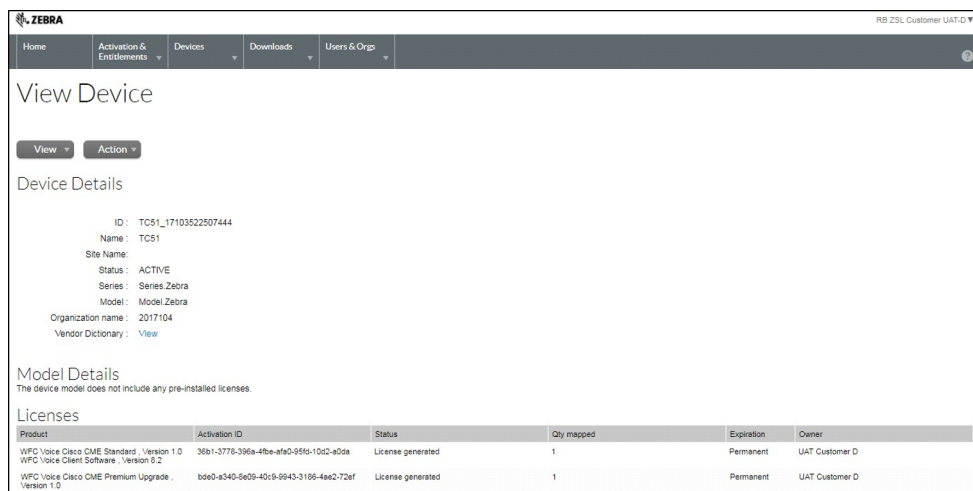 ZEBRA
RB ZSL Customer UAT-D
Home
Activation & Entitlements
Devices
Downloads
Users & Orgs
?
View Device
View
Action
Device Details
ID : TC51_17103522507444
Name : TC51
Site Name:
Status : ACTIVE
Series : Series.Zebra
Model : Model.Zebra
Organization name : 2017104
Vendor Dictionary : View
Model Details
The device model does not include any pre-installed licenses.
Licenses
Product Activation ID Status Qty mapped Expiration Owner
WFC Voice Cisco CME Standard , Version 1.0 36b1-3778-396a-4fbe-afa0-95fd-10d2-a0da License generated 1 Permanent UAT Customer D
WFC Voice Client Software , Version 8.2
WFC Voice Cisco CME Premium Upgrade , bde0-a340-8e09-40c9-9943-3186-4ae2-72ef License generated 1 Permanent UAT Customer D
Version 1.0